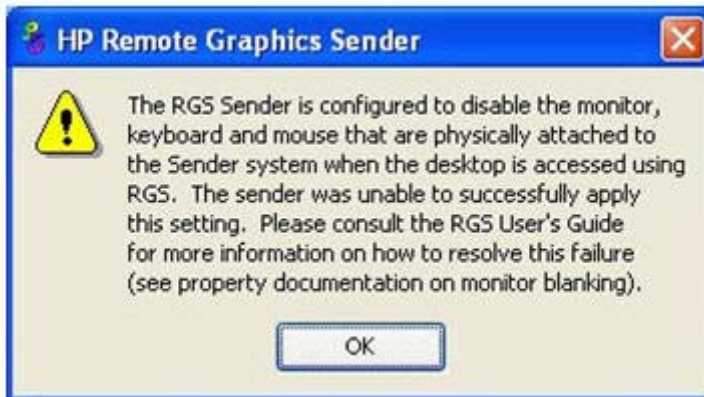 HP Remote Graphics Sender
The RGS Sender is configured to disable the monitor,
keyboard and mouse that are physically attached to
the Sender system when the desktop is accessed using
RGS.  The sender was unable to successfully apply
this setting.  Please consult the RGS User's Guide
for more information on how to resolve this failure
(see property documentation on monitor blanking).
OK